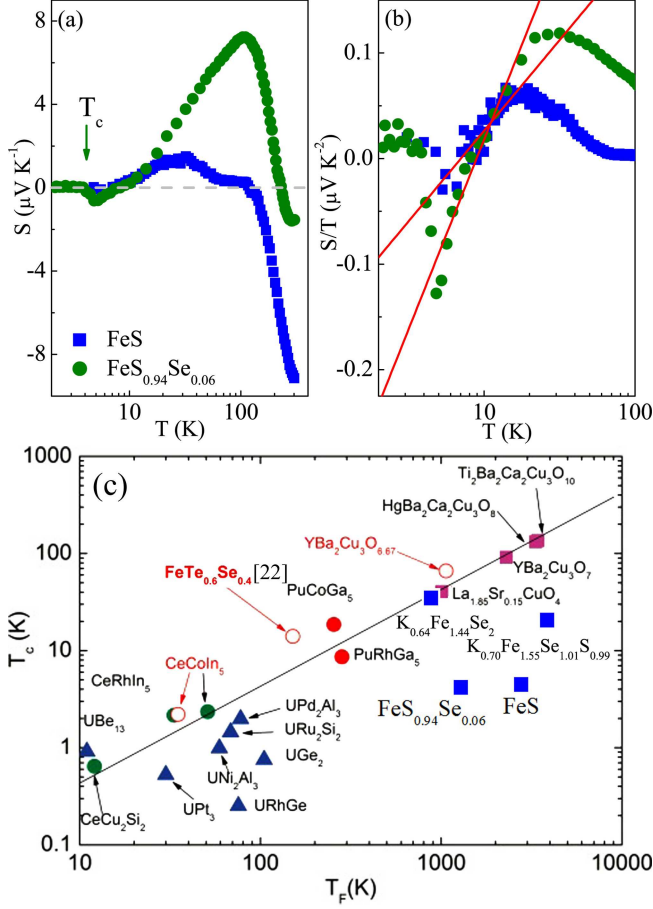 (a)
(b)
8
4
0
-4
-8
S (μV K⁻¹)
T_c
FeS
FeS₀.₉₄Se₀.₀₆
10
100
T (K)
0.1
0.0
-0.1
-0.2
S/T (μV K⁻²)
10
100
T (K)
(c)
1000
100
10
1
0.1
T_c (K)
Ti₂Ba₂Ca₂Cu₃O₁₀
HgBa₂Ca₂Cu₃O₈
YBa₂Cu₃O₆.₆₇
YBa₂Cu₃O₇
FeTe₀.₆Se₀.₄[22]
PuCoGa₅
La₁.₈₅Sr₀.₁₅CuO₄
K₀.₆₄Fe₁.₄₄Se₂
K₀.₇₀Fe₁.₅₅Se₁.₀₁S₀.₉₉
CeCoIn₅
PuRhGa₅
CeRhIn₅
UPd₂Al₃
FeS₀.₉₄Se₀.₀₆
FeS
UBe₁₃
URu₂Si₂
UGe₂
UNi₂Al₃
CeCu₂Si₂
UPt₃
URhGe
10
100
1000
10000
T_F(K)